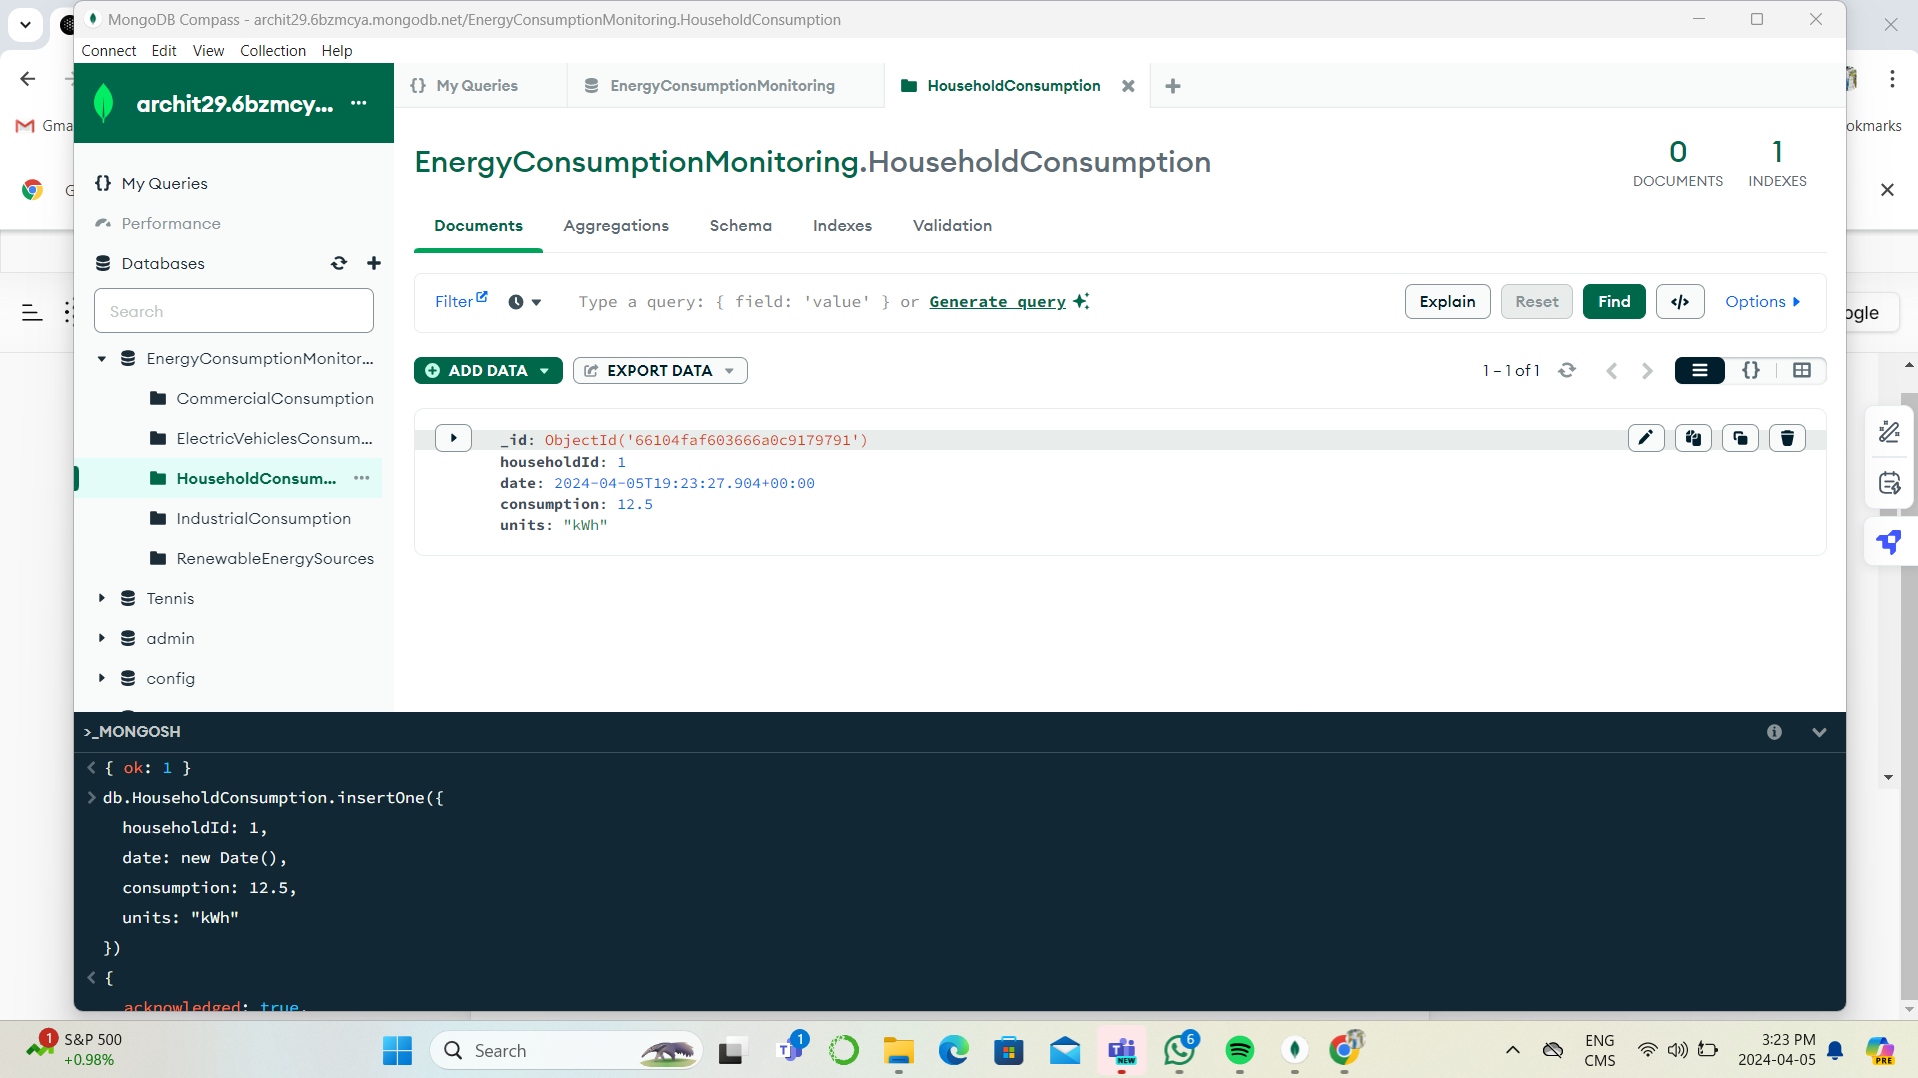 MongoDB Compass - archit29.6bzmcya.mongodb.net/EnergyConsumptionMonitoring.HouseholdConsumption
Connect Edit View Collection Help
archit29.6bzmcy... ...
{} My Queries
EnergyConsumptionMonitoring
HouseholdConsumption
Gma
okmarks
EnergyConsumptionMonitoring.HouseholdConsumption
0
DOCUMENTS
1
INDEXES
{} My Queries
Performance
Databases
Search
Documents Aggregations Schema Indexes Validation
Filter
Type a query: { field: 'value' } or Generate query
Explain Reset Find </> Options
ogle
ADD DATA EXPORT DATA
1 – 1 of 1
{}
EnergyConsumptionMonitor...
CommercialConsumption
ElectricVehiclesConsum...
HouseholdConsum... ...
IndustrialConsumption
RenewableEnergySources
Tennis
admin
config
_id: ObjectId('66104faf603666a0c9179791')
householdId: 1
date: 2024-04-05T19:23:27.904+00:00
consumption: 12.5
units: "kWh"
>_MONGOSH
< { ok: 1 }
> db.HouseholdConsumption.insertOne({
householdId: 1,
date: new Date(),
consumption: 12.5,
units: "kWh"
})
< {
acknowledged: true,
1
S&P 500
+0.98%
Search
1
NEW
6
ENG
CMS
3:23 PM
2024-04-05
PRE